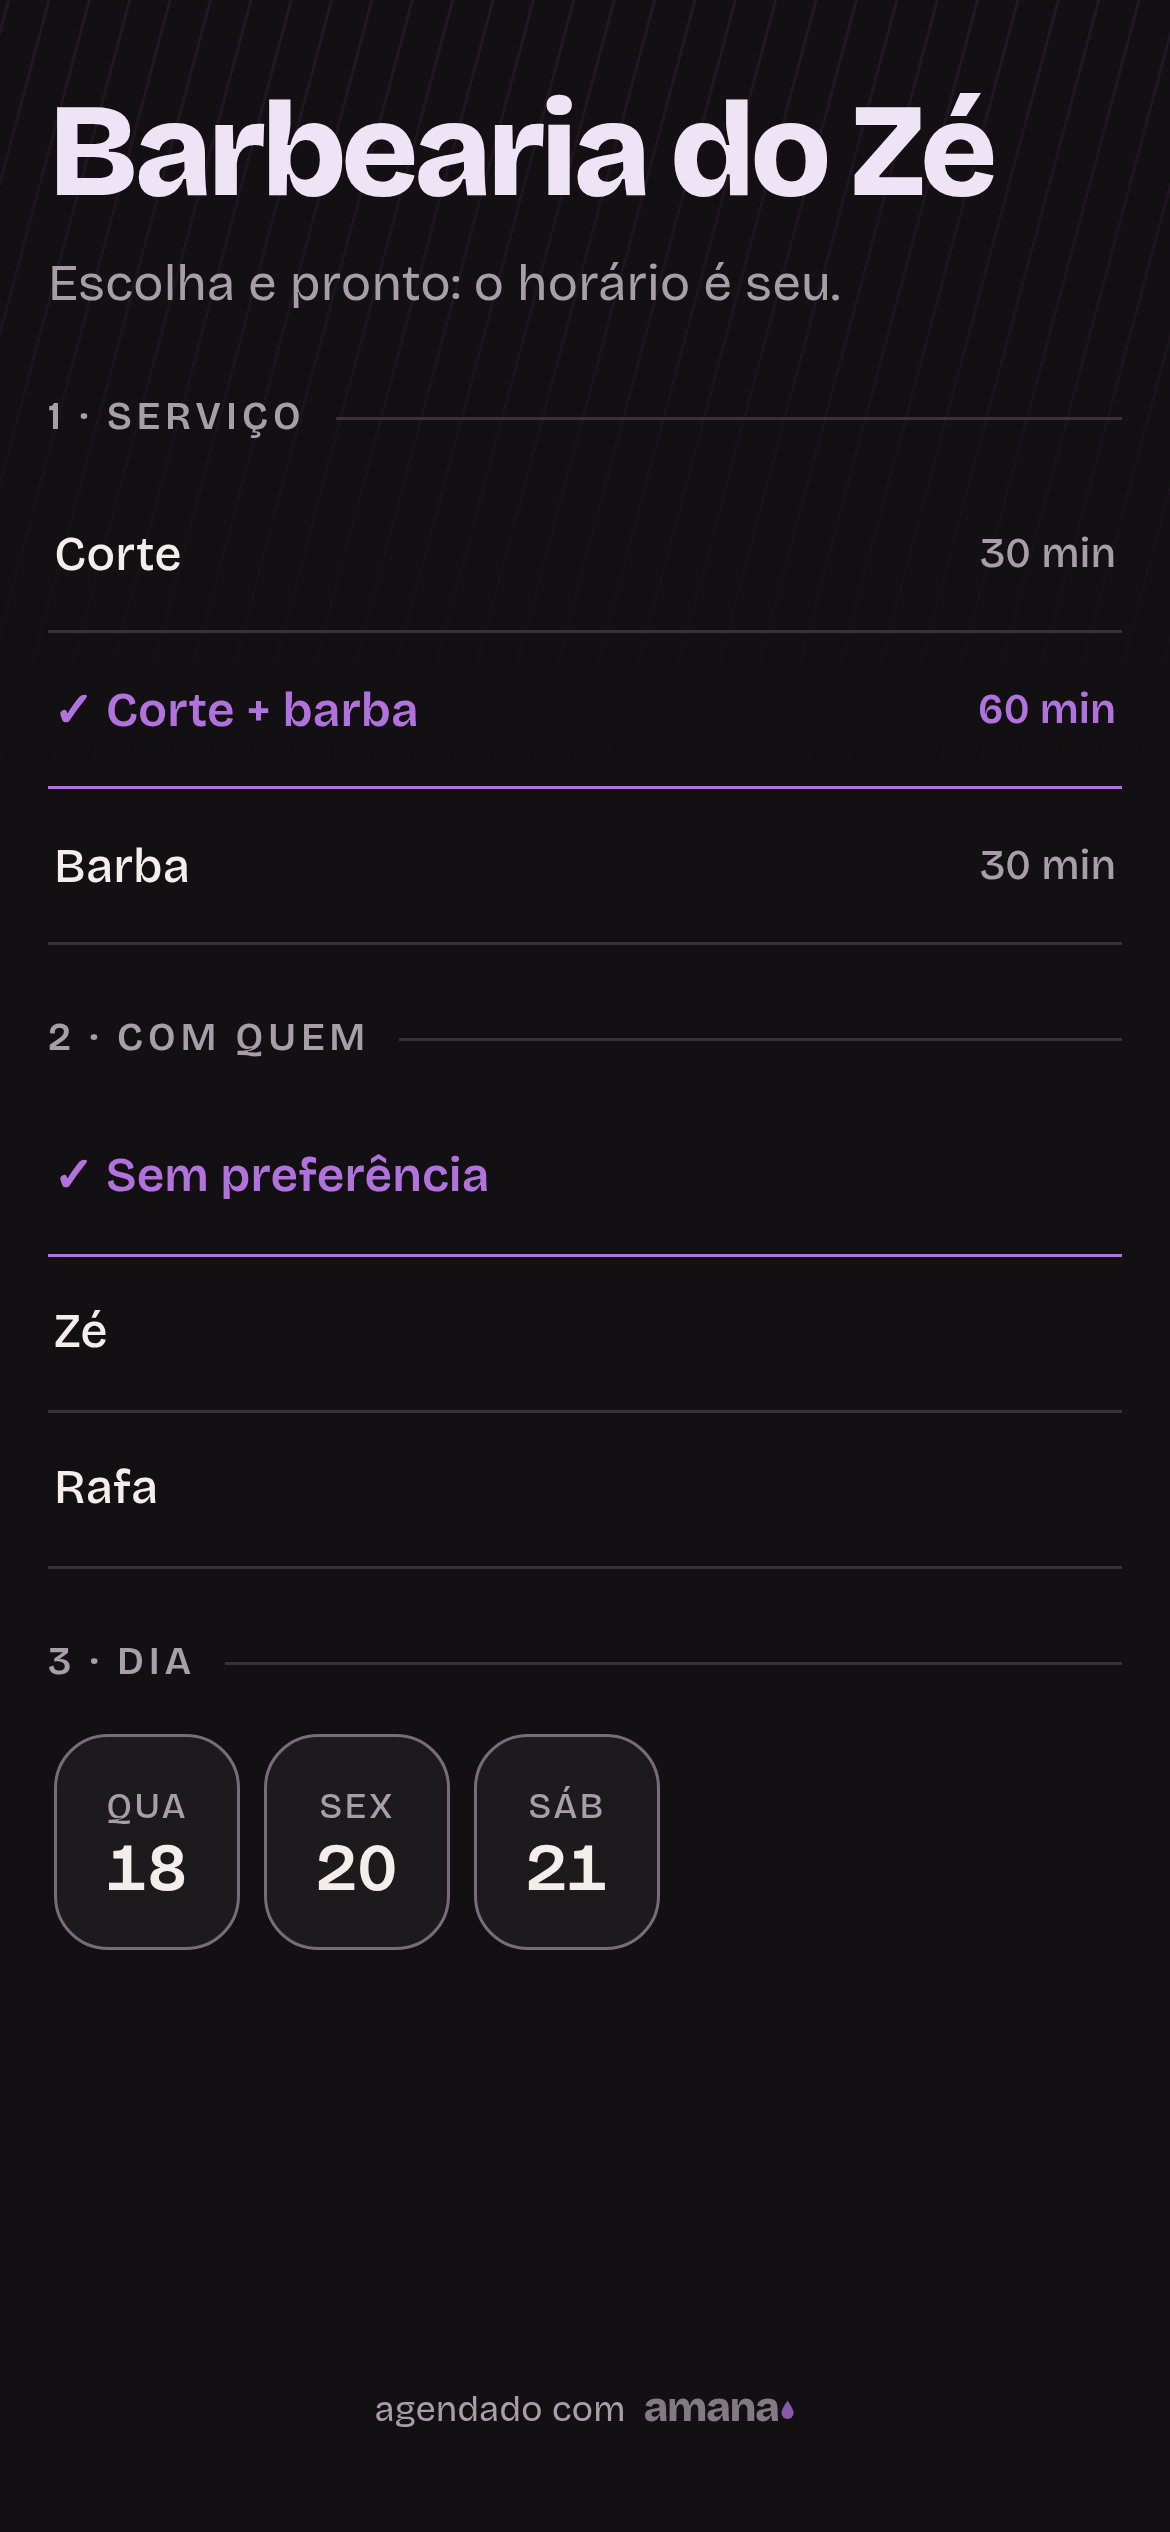 Barbearia do Zé
Escolha e pronto: o horário é seu.
1 · SERVIÇO
Corte 30 min
✓ Corte + barba 60 min
Barba 30 min
2 · COM QUEM
✓ Sem preferência
Zé
Rafa
3 · DIA
QUA SEX SÁB
18 20 21
agendado com amana